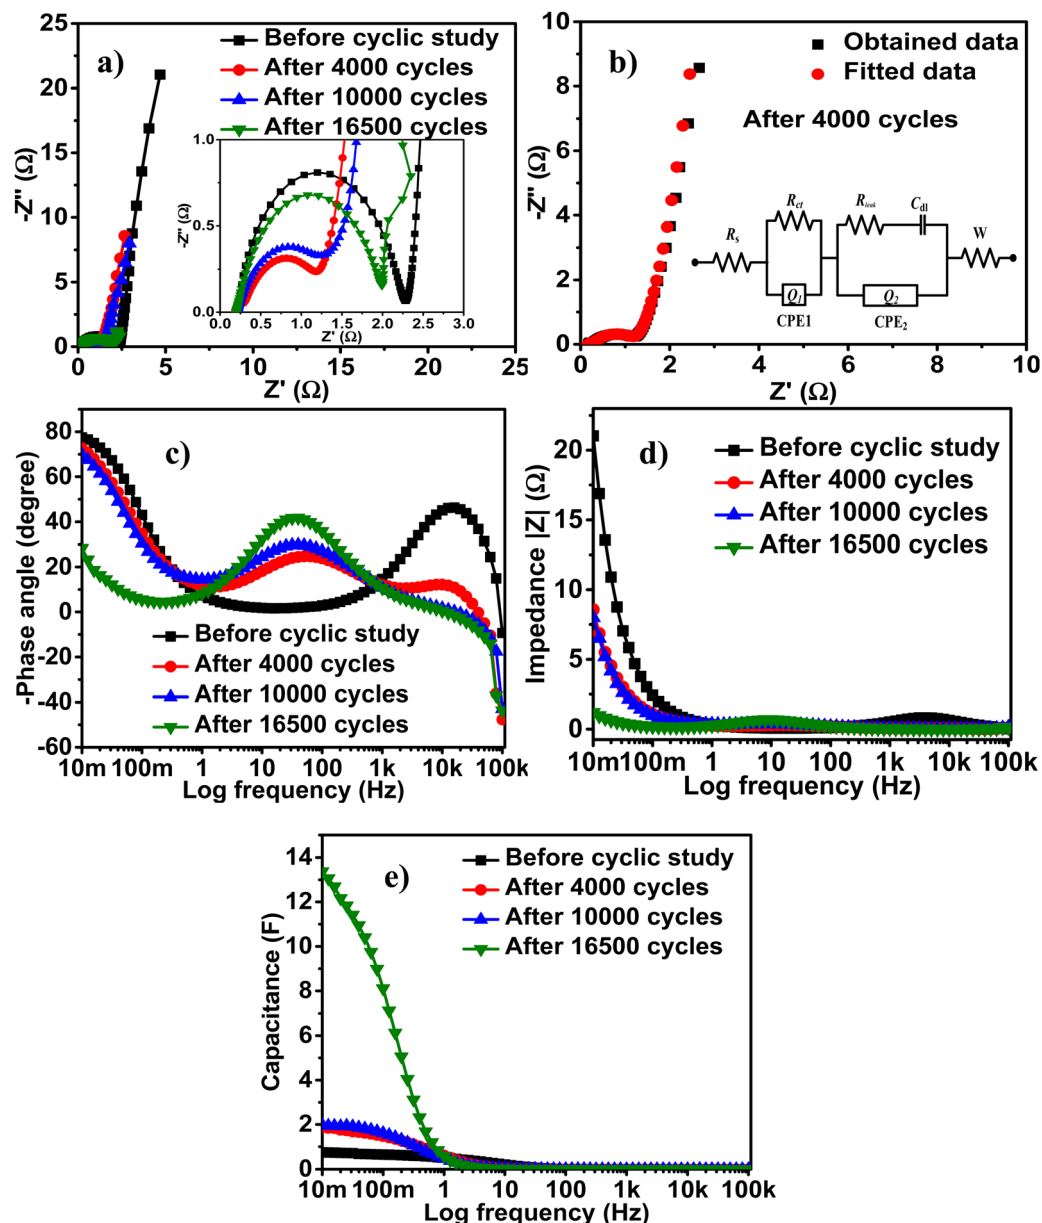 a)
25
20
15
10
5
0
-Z'' (Ω)
Before cyclic study
After 4000 cycles
After 10000 cycles
After 16500 cycles
1.0
0.8
0.6
0.4
0.2
0.0
-Z'' (Ω)
0.0 0.5 1.0 1.5 2.0 2.5 3.0
Z' (Ω)
0 5 10 15 20 25
Z' (Ω)
b)
10
8
6
4
2
0
-Z'' (Ω)
Obtained data
Fitted data
After 4000 cycles
Rs
Rct
Q1
CPE1
Rleak
Cdl
Q2
CPE2
W
0 2 4 6 8 10
Z' (Ω)
c)
80
60
40
20
0
-20
-40
-60
-Phase angle (degree)
Before cyclic study
After 4000 cycles
After 10000 cycles
After 16500 cycles
10m 100m 1 10 100 1k 10k 100k
Log frequency (Hz)
d)
20
15
10
5
0
Impedance |Z| (Ω)
Before cyclic study
After 4000 cycles
After 10000 cycles
After 16500 cycles
10m 100m 1 10 100 1k 10k 100k
Log frequency (Hz)
e)
14
12
10
8
6
4
2
0
Capacitance (F)
Before cyclic study
After 4000 cycles
After 10000 cycles
After 16500 cycles
10m 100m 1 10 100 1k 10k 100k
Log frequency (Hz)